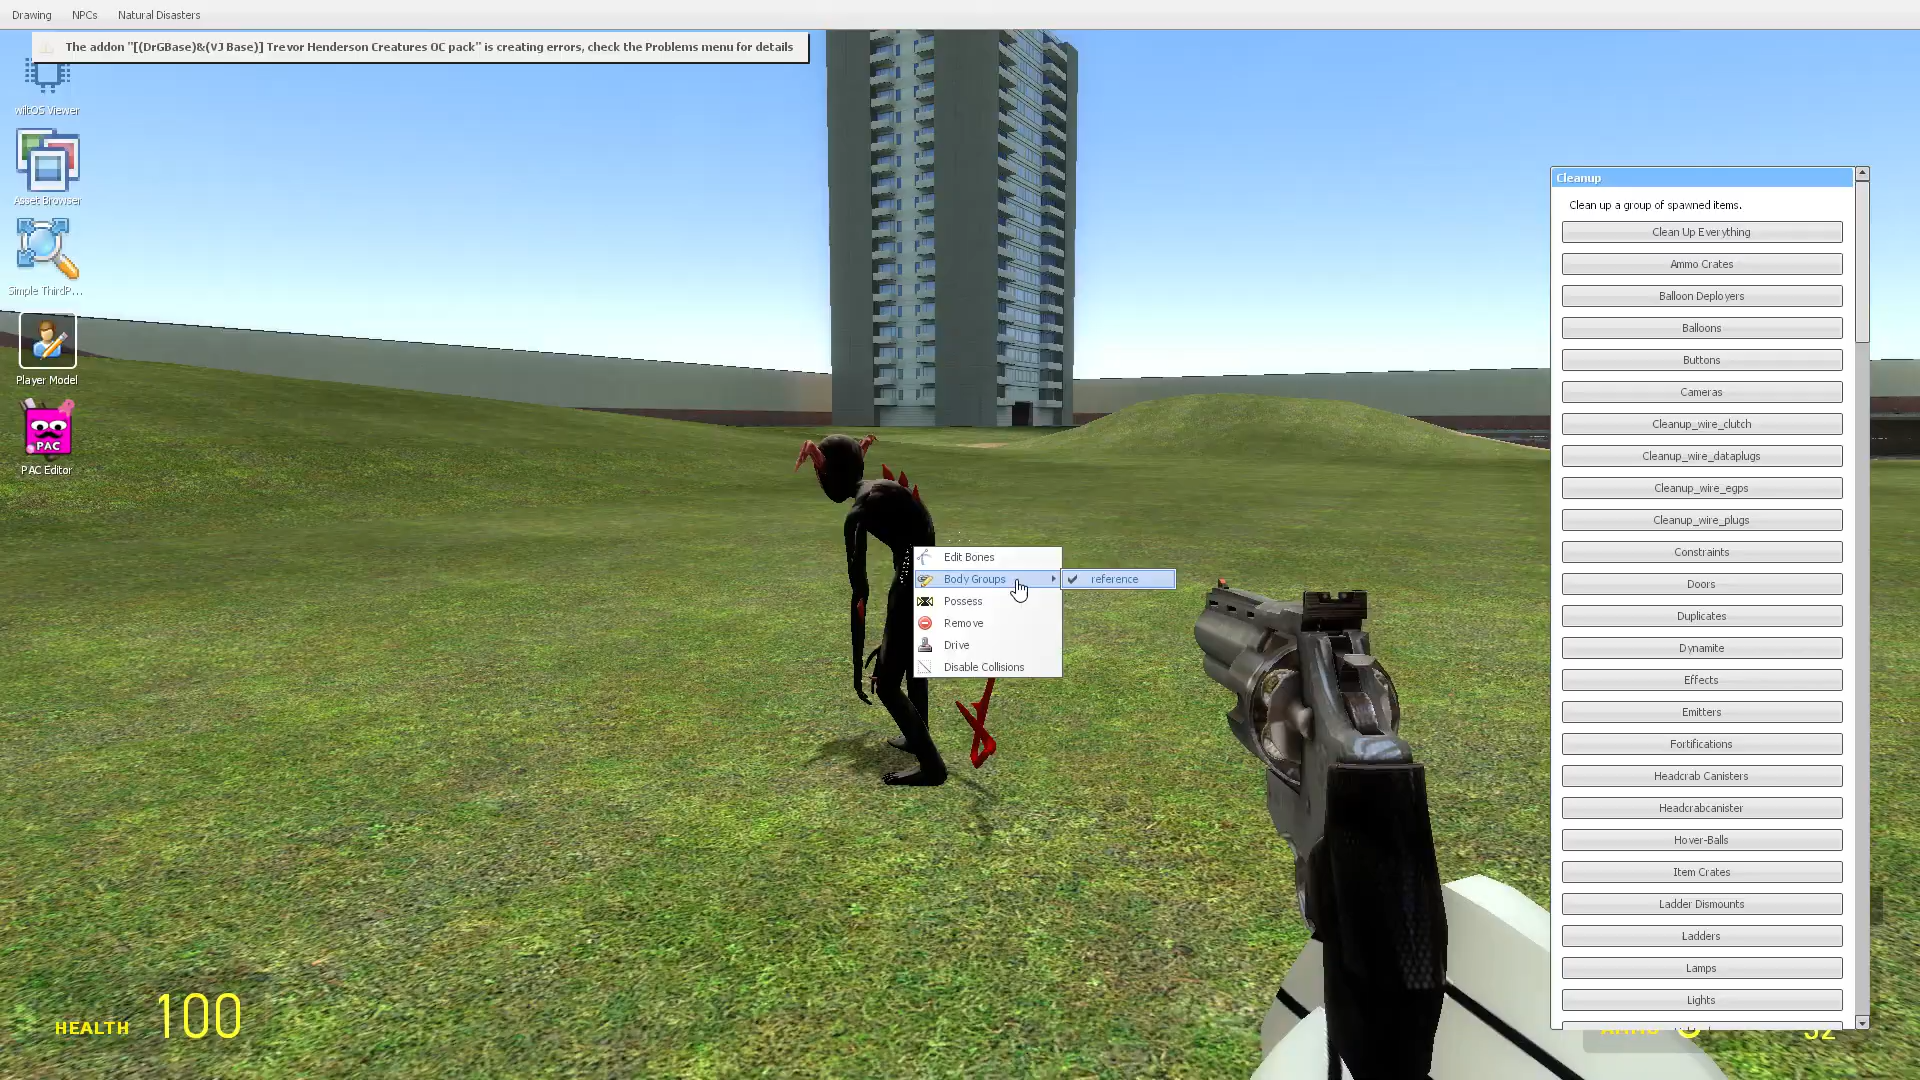 Drawing NPCs Natural Disasters
The addon "[(DrGBase)&(VJ Base)] Trevor Henderson Creatures OC pack" is creating errors, check the Problems menu for details
wiltOS Viewer
Asset Browser
Simple ThirdP...
Player Model
PAC
PAC Editor
Edit Bones
Body Groups
reference
Possess
Remove
Drive
Disable Collisions
Cleanup
Clean up a group of spawned items.
Clean Up Everything
Ammo Crates
Balloon Deployers
Balloons
Buttons
Cameras
Cleanup_wire_clutch
Cleanup_wire_dataplugs
Cleanup_wire_egps
Cleanup_wire_plugs
Constraints
Doors
Duplicates
Dynamite
Effects
Emitters
Fortifications
Headcrab Canisters
Headcrabcanister
Hover-Balls
Item Crates
Ladder Dismounts
Ladders
Lamps
Lights
HEALTH 100